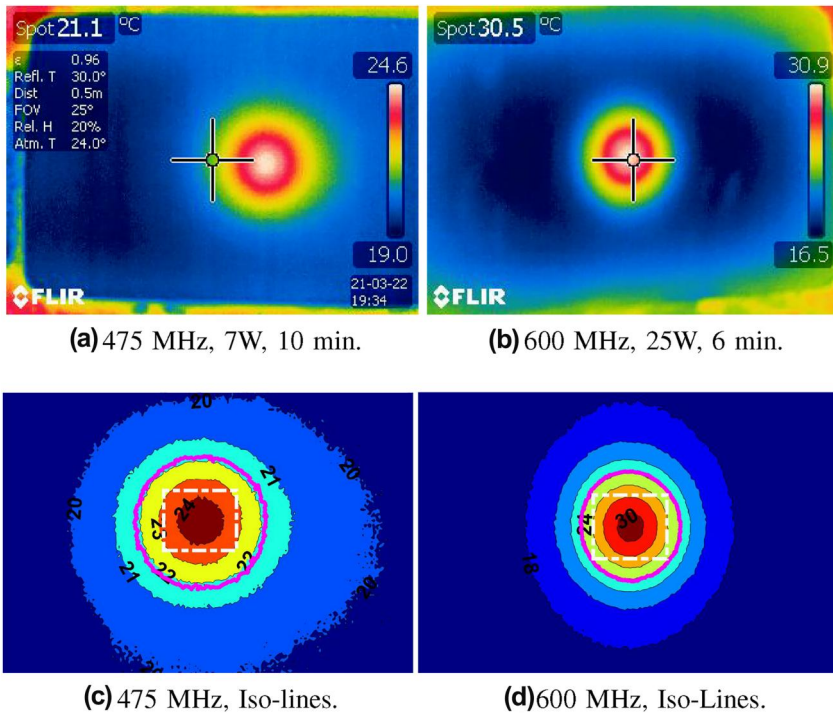 Spot 21.1 °C
ε 0.96
Refl. T 30.0°
Dist 0.5m
FOV 25°
Rel. H 20%
Atm. T 24.0°
24.6
19.0
21-03-22
19:34
FLIR
Spot 30.5 °C
30.9
16.5
FLIR
(a) 475 MHz, 7W, 10 min.
(b) 600 MHz, 25W, 6 min.
20
20
21
20
24
23
21
22
22
20
20
24
30
18
(c) 475 MHz, Iso-lines.
(d) 600 MHz, Iso-Lines.